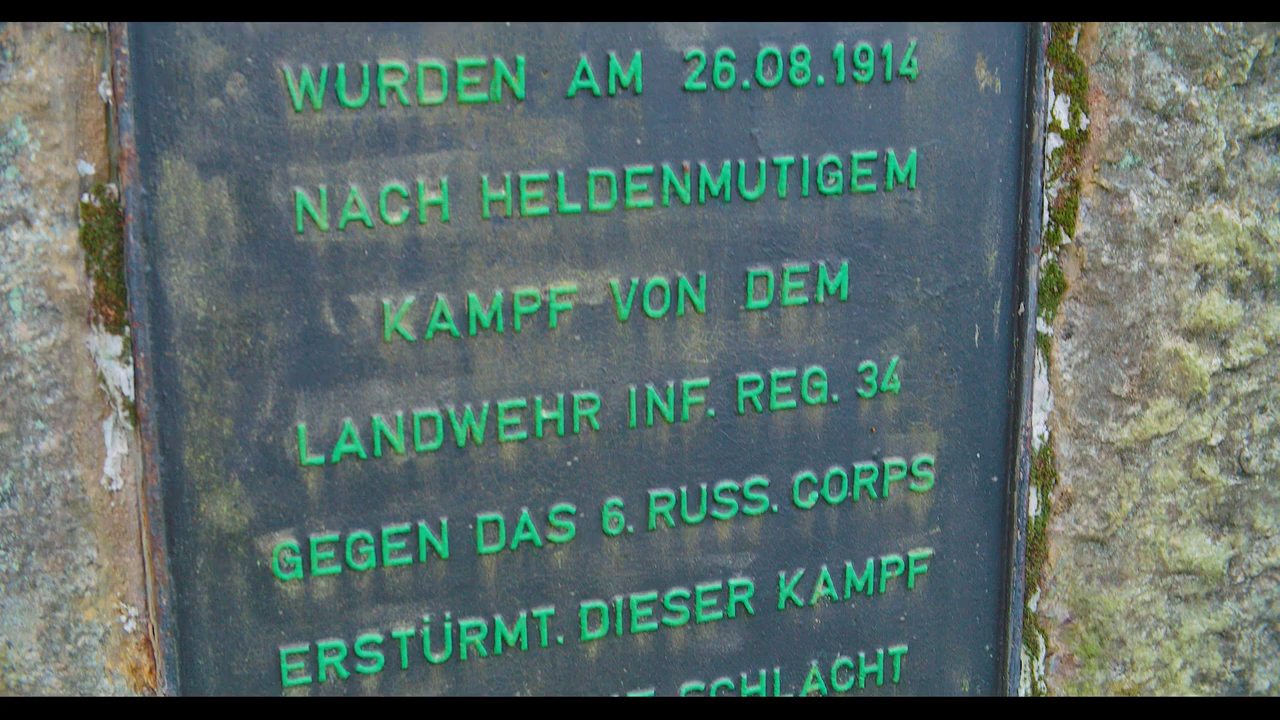 WURDEN AM 26.08.1914
NACH HELDENMUTIGEM
KAMPF VON DEM
LANDWEHR INF. REG. 34
GEGEN DAS 6. RUSS. CORPS
ERSTÜRMT. DIESER KAMPF
SCHLACHT